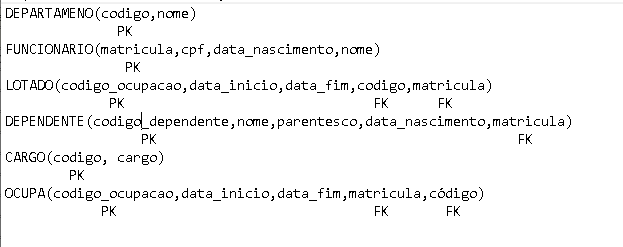 DEPARTAMENO(codigo,nome)
PK
FUNCIONARIO(matricula,cpf,data_nascimento,nome)
PK
LOTADO(codigo_ocupacao,data_inicio,data_fim,codigo,matricula)
PK FK FK
DEPENDENTE(codigo_dependente,nome,parentesco,data_nascimento,matricula)
PK FK
CARGO(codigo, cargo)
PK
OCUPA(codigo_ocupacao,data_inicio,data_fim,matricula,código)
PK FK FK